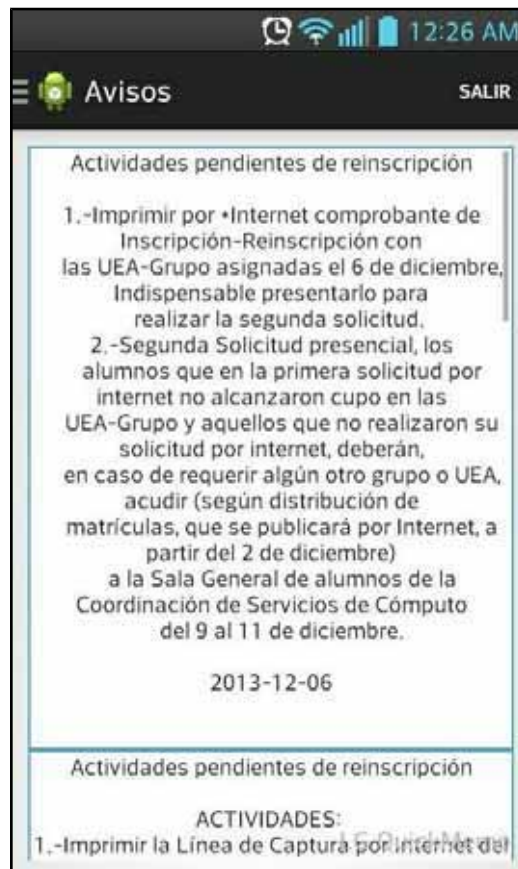 12:26 AM
Avisos
SALIR
Actividades pendientes de reinscripción
1.-Imprimir por •Internet comprobante de
Inscripción-Reinscripción con
las UEA-Grupo asignadas el 6 de diciembre,
Indispensable presentarlo para
realizar la segunda solicitud.
2.-Segunda Solicitud presencial, los
alumnos que en la primera solicitud por
internet no alcanzaron cupo en las
UEA-Grupo y aquellos que no realizaron su
solicitud por internet, deberán,
en caso de requerir algún otro grupo o UEA,
acudir (según distribución de
matrículas, que se publicará por Internet, a
partir del 2 de diciembre)
a la Sala General de alumnos de la
Coordinación de Servicios de Cómputo
del 9 al 11 de diciembre.
2013-12-06
Actividades pendientes de reinscripción
ACTIVIDADES:
1.-Imprimir la Línea de Captura por Internet del
LG QuickMemo